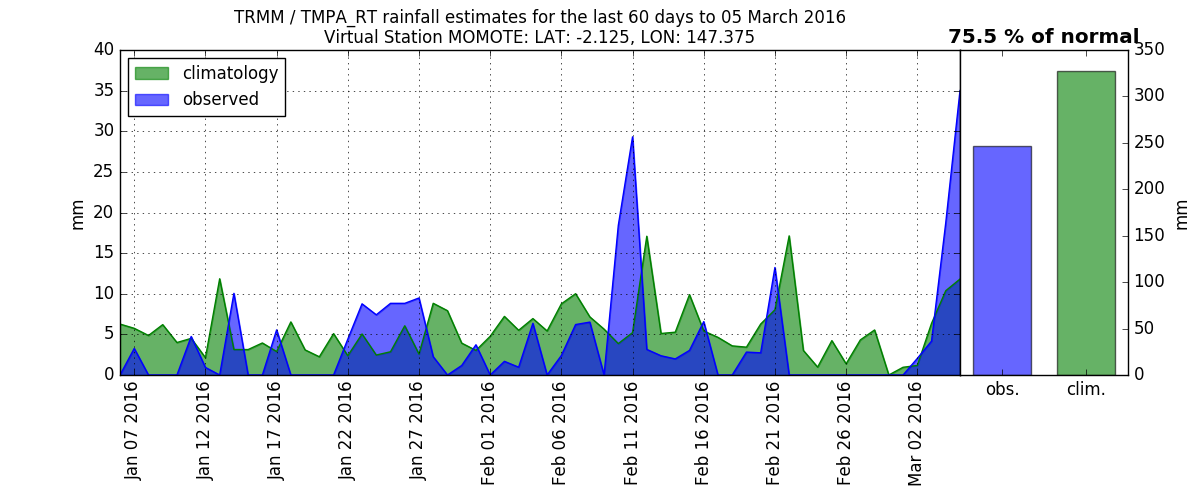 TRMM / TMPA_RT rainfall estimates for the last 60 days to 05 March 2016
Virtual Station MOMOTE: LAT: -2.125, LON: 147.375
75.5 % of normal
climatology
observed
40
35
30
25
20
15
10
5
0
mm
Jan 07 2016
Jan 12 2016
Jan 17 2016
Jan 22 2016
Jan 27 2016
Feb 01 2016
Feb 06 2016
Feb 11 2016
Feb 16 2016
Feb 21 2016
Feb 26 2016
Mar 02 2016
obs.
clim.
350
300
250
200
150
100
50
0
mm